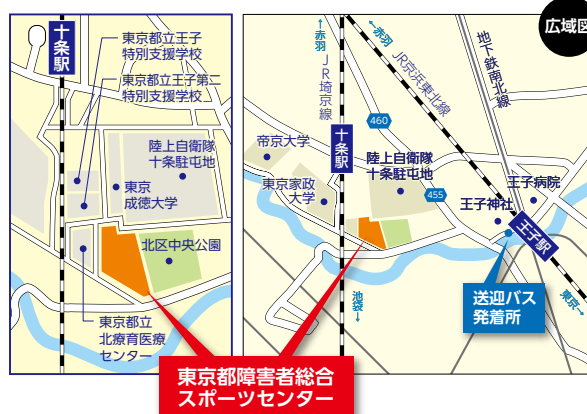 十条駅
東京都立王子
特別支援学校
東京都立王子第二
特別支援学校
陸上自衛隊
十条駐屯地
東京
成徳大学
北区中央公園
東京都立
北療育医療
センター
広域図
←赤羽
JR埼京線
←赤羽
JR京浜東北線
地下鉄南北線
460
帝京大学
十条駅
陸上自衛隊
十条駐屯地
東京家政
大学
455
王子病院
王子神社
王子駅
池袋→
東京→
送迎バス
発着所
東京都障害者総合
スポーツセンター